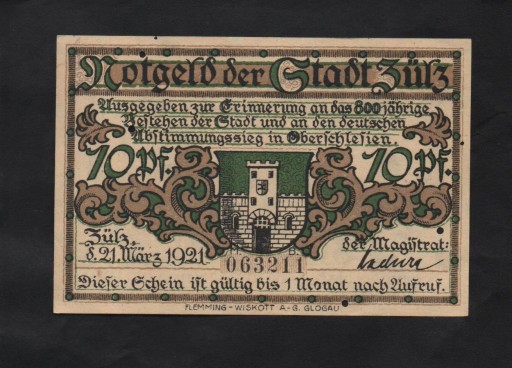 Notgeld der Stadt Zülz
Ausgegeben zur Erinnerung an das 800 jährige
Bestehen der Stadt und an den deutschen
Abstimmungssieg in Oberschlesien.
10 Pf. 10 Pf.
Zülz,
d. 21. März 1921
der Magistrat:
063211
Dieser Schein ist gültig bis 1 Monat nach Aufruf.
FLEMMING-WISKOTT A-G. GLOGAU